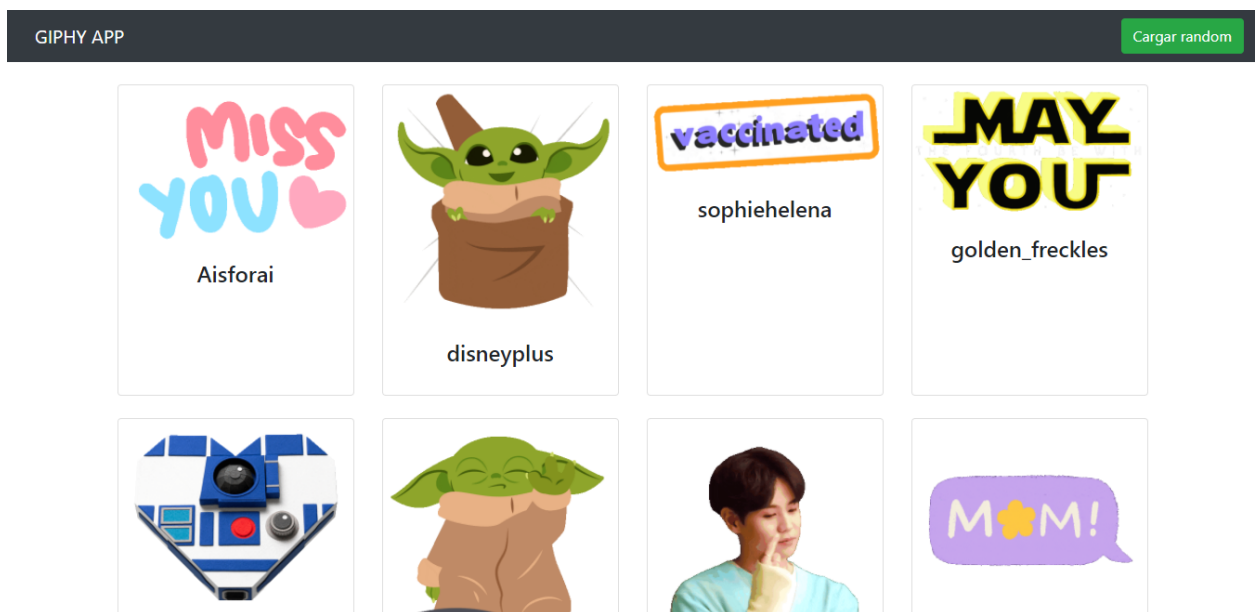 GIPHY APP
Cargar random
MISS
YOU
Aisforai
disneyplus
vaccinated
sophiehelena
MAY
YOU
golden_freckles
MOM!